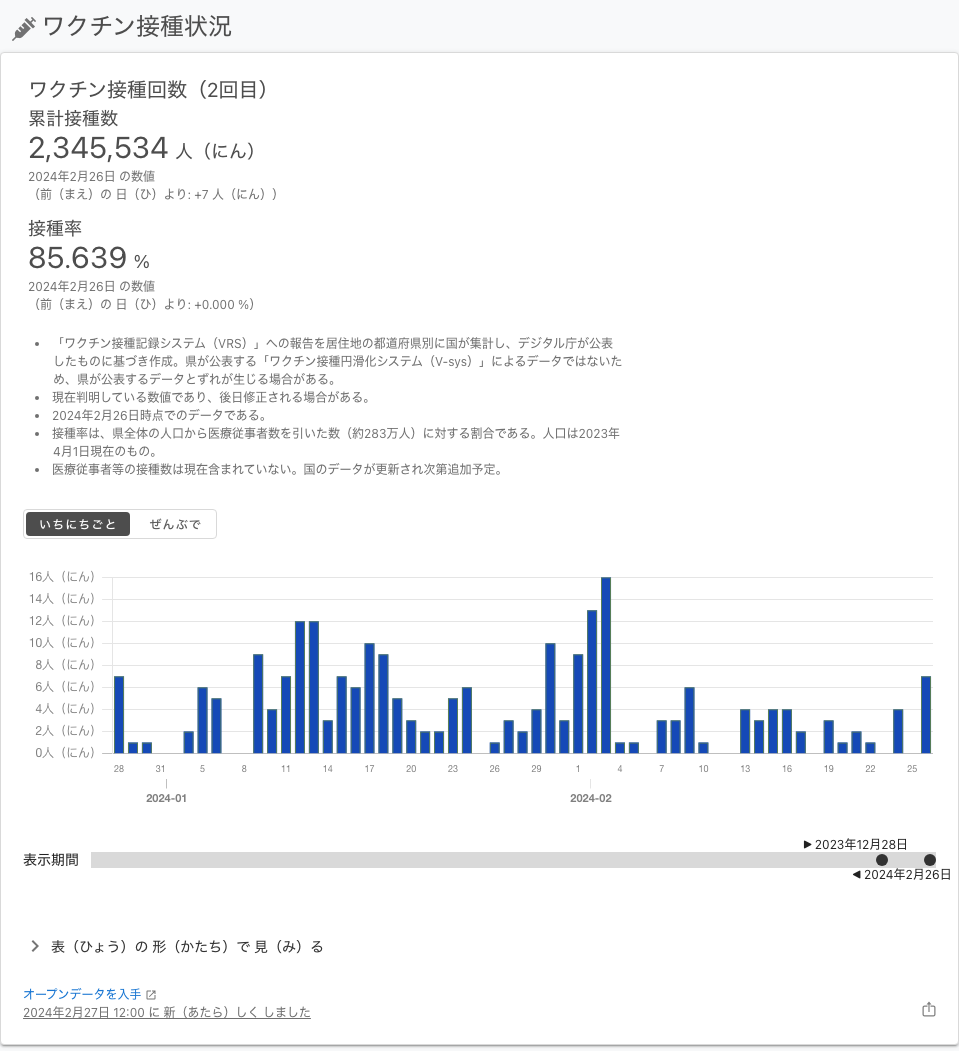 ワクチン接種状況
ワクチン接種回数（2回目）
累計接種数
2,345,534 人（にん）
2024年2月26日 の数値
（前（まえ）の 日（ひ）より: +7 人（にん））
接種率
85.639 %
2024年2月26日 の数値
（前（まえ）の 日（ひ）より: +0.000 %）
• 「ワクチン接種記録システム（VRS）」への報告を居住地の都道府県別に国が集計し、デジタル庁が公表
したものに基づき作成。県が公表する「ワクチン接種円滑化システム（V-sys）」によるデータではないた
め、県が公表するデータとずれが生じる場合がある。
• 現在判明している数値であり、後日修正される場合がある。
• 2024年2月26日時点でのデータである。
• 接種率は、県全体の人口から医療従事者数を引いた数（約283万人）に対する割合である。人口は2023年
4月1日現在のもの。
• 医療従事者等の接種数は現在含まれていない。国のデータが更新され次第追加予定。
いちにちごと ぜんぶで
16人（にん）
14人（にん）
12人（にん）
10人（にん）
8人（にん）
6人（にん）
4人（にん）
2人（にん）
0人（にん）
28 31 5 8 11 14 17 20 23 26 29 1 4 7 10 13 16 19 22 25
2024-01 2024-02
▶ 2023年12月28日
表示期間
◀ 2024年2月26日
表（ひょう）の 形（かたち）で 見（み）る
オープンデータを入手
2024年2月27日 12:00 に 新（あたら）しく しました